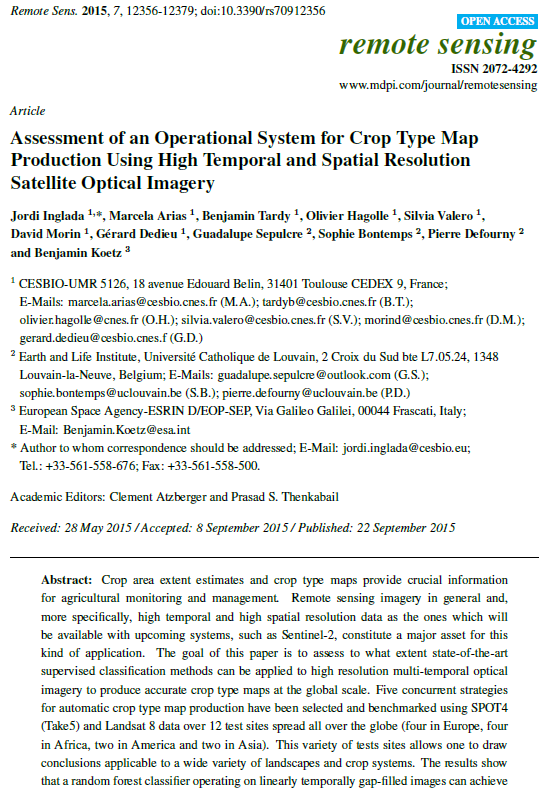 Remote Sens. 2015, 7, 12356-12379; doi:10.3390/rs70912356
OPEN ACCESS
remote sensing
ISSN 2072-4292
www.mdpi.com/journal/remotesensing
Article
Assessment of an Operational System for Crop Type Map
Production Using High Temporal and Spatial Resolution
Satellite Optical Imagery
Jordi Inglada 1,*, Marcela Arias 1, Benjamin Tardy 1, Olivier Hagolle 1, Silvia Valero 1,
David Morin 1, Gérard Dedieu 1, Guadalupe Sepulcre 2, Sophie Bontemps 2, Pierre Defourny 2
and Benjamin Koetz 3
1 CESBIO-UMR 5126, 18 avenue Edouard Belin, 31401 Toulouse CEDEX 9, France;
E-Mails: marcela.arias@cesbio.cnes.fr (M.A.); tardyb@cesbio.cnes.fr (B.T.);
olivier.hagolle@cnes.fr (O.H.); silvia.valero@cesbio.cnes.fr (S.V.); morind@cesbio.cnes.fr (D.M.);
gerard.dedieu@cesbio.cnes.f (G.D.)
2 Earth and Life Institute, Université Catholique de Louvain, 2 Croix du Sud bte L7.05.24, 1348
Louvain-la-Neuve, Belgium; E-Mails: guadalupe.sepulcre@outlook.com (G.S.);
sophie.bontemps@uclouvain.be (S.B.); pierre.defourny@uclouvain.be (P.D.)
3 European Space Agency-ESRIN D/EOP-SEP, Via Galileo Galilei, 00044 Frascati, Italy;
E-Mail: Benjamin.Koetz@esa.int
* Author to whom correspondence should be addressed; E-Mail: jordi.inglada@cesbio.eu;
Tel.: +33-561-558-676; Fax: +33-561-558-500.
Academic Editors: Clement Atzberger and Prasad S. Thenkabail
Received: 28 May 2015 / Accepted: 8 September 2015 / Published: 22 September 2015
Abstract: Crop area extent estimates and crop type maps provide crucial information
for agricultural monitoring and management. Remote sensing imagery in general and,
more specifically, high temporal and high spatial resolution data as the ones which will
be available with upcoming systems, such as Sentinel-2, constitute a major asset for this
kind of application. The goal of this paper is to assess to what extent state-of-the-art
supervised classification methods can be applied to high resolution multi-temporal optical
imagery to produce accurate crop type maps at the global scale. Five concurrent strategies
for automatic crop type map production have been selected and benchmarked using SPOT4
(Take5) and Landsat 8 data over 12 test sites spread all over the globe (four in Europe, four
in Africa, two in America and two in Asia). This variety of tests sites allows one to draw
conclusions applicable to a wide variety of landscapes and crop systems. The results show
that a random forest classifier operating on linearly temporally gap-filled images can achieve